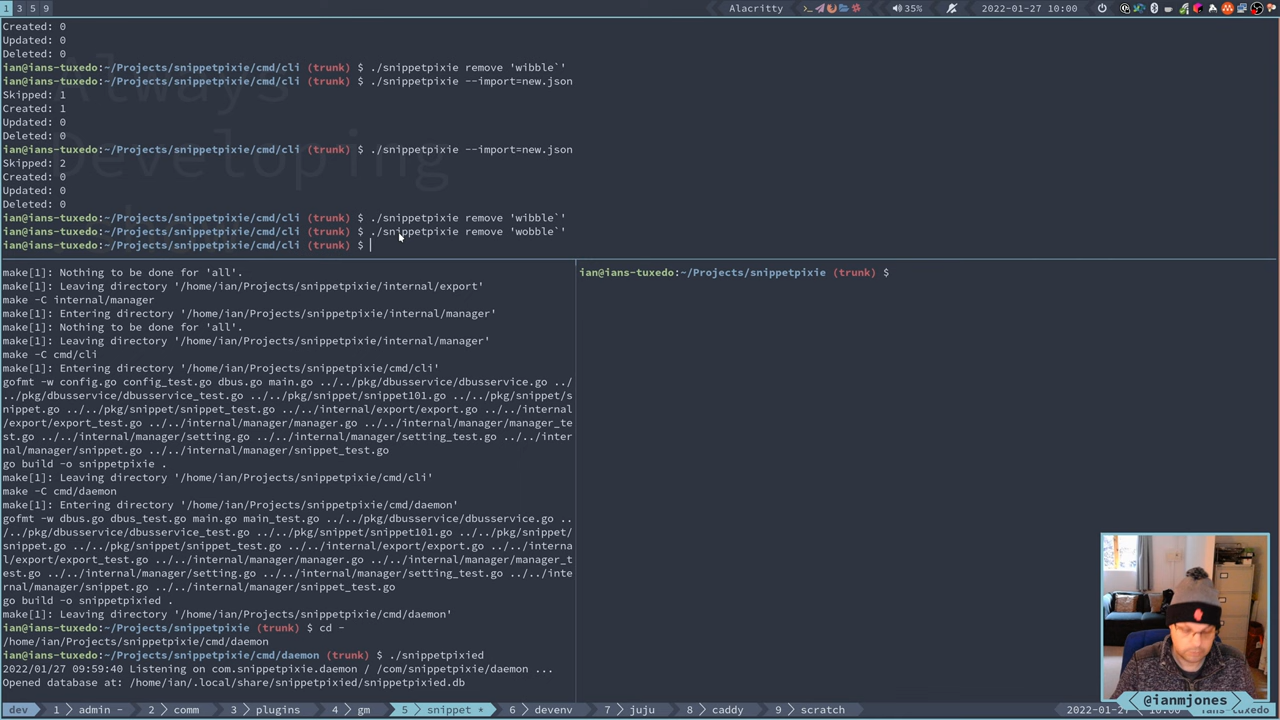 1 3 5 9 Alacritty 35% 2022-01-27 10:00
Created: 0
Updated: 0
Deleted: 0
ian@ians-tuxedo:~/Projects/snippetpixie/cmd/cli (trunk) $ ./snippetpixie remove 'wibble`'
ian@ians-tuxedo:~/Projects/snippetpixie/cmd/cli (trunk) $ ./snippetpixie --import=new.json
Skipped: 1
Created: 1
Updated: 0
Deleted: 0
ian@ians-tuxedo:~/Projects/snippetpixie/cmd/cli (trunk) $ ./snippetpixie --import=new.json
Skipped: 2
Created: 0
Updated: 0
Deleted: 0
ian@ians-tuxedo:~/Projects/snippetpixie/cmd/cli (trunk) $ ./snippetpixie remove 'wibble`'
ian@ians-tuxedo:~/Projects/snippetpixie/cmd/cli (trunk) $ ./snippetpixie remove 'wobble`'
ian@ians-tuxedo:~/Projects/snippetpixie/cmd/cli (trunk) $
Always
Developing
make[1]: Nothing to be done for 'all'.
make[1]: Leaving directory '/home/ian/Projects/snippetpixie/internal/export'
make -C internal/manager
make[1]: Entering directory '/home/ian/Projects/snippetpixie/internal/manager'
make[1]: Nothing to be done for 'all'.
make[1]: Leaving directory '/home/ian/Projects/snippetpixie/internal/manager'
make -C cmd/cli
make[1]: Entering directory '/home/ian/Projects/snippetpixie/cmd/cli'
gofmt -w config.go config_test.go dbus.go main.go ../../pkg/dbusservice/dbusservice.go ../
../pkg/dbusservice/dbusservice_test.go ../../pkg/snippet/snippet101.go ../../pkg/snippet/s
nippet.go ../../pkg/snippet/snippet_test.go ../../internal/export/export.go ../../internal
/export/export_test.go ../../internal/manager/manager.go ../../internal/manager/manager_te
st.go ../../internal/manager/setting.go ../../internal/manager/setting_test.go ../../inter
nal/manager/snippet.go ../../internal/manager/snippet_test.go
go build -o snippetpixie .
make[1]: Leaving directory '/home/ian/Projects/snippetpixie/cmd/cli'
make -C cmd/daemon
make[1]: Entering directory '/home/ian/Projects/snippetpixie/cmd/daemon'
gofmt -w dbus.go dbus_test.go main.go main_test.go ../../pkg/dbusservice/dbusservice.go ..
/../pkg/dbusservice/dbusservice_test.go ../../pkg/snippet/snippet101.go ../../pkg/snippet/
snippet.go ../../pkg/snippet/snippet_test.go ../../internal/export/export.go ../../interna
l/export/export_test.go ../../internal/manager/manager.go ../../internal/manager/manager_t
est.go ../../internal/manager/setting.go ../../internal/manager/setting_test.go ../../inte
rnal/manager/snippet.go ../../internal/manager/snippet_test.go
go build -o snippetpixied .
make[1]: Leaving directory '/home/ian/Projects/snippetpixie/cmd/daemon'
ian@ians-tuxedo:~/Projects/snippetpixie (trunk) $ cd -
/home/ian/Projects/snippetpixie/cmd/daemon
ian@ians-tuxedo:~/Projects/snippetpixie/cmd/daemon (trunk) $ ./snippetpixied
2022/01/27 09:59:40 Listening on com.snippetpixie.daemon / /com/snippetpixie/daemon ...
Opened database at: /home/ian/.local/share/snippetpixied/snippetpixied.db
ian@ians-tuxedo:~/Projects/snippetpixie (trunk) $
@ianmjones
dev 1 admin - 2 comm 3 plugins 4 gm 5 snippet * 6 devenv 7 juju 8 caddy 9 scratch 2022-01-27